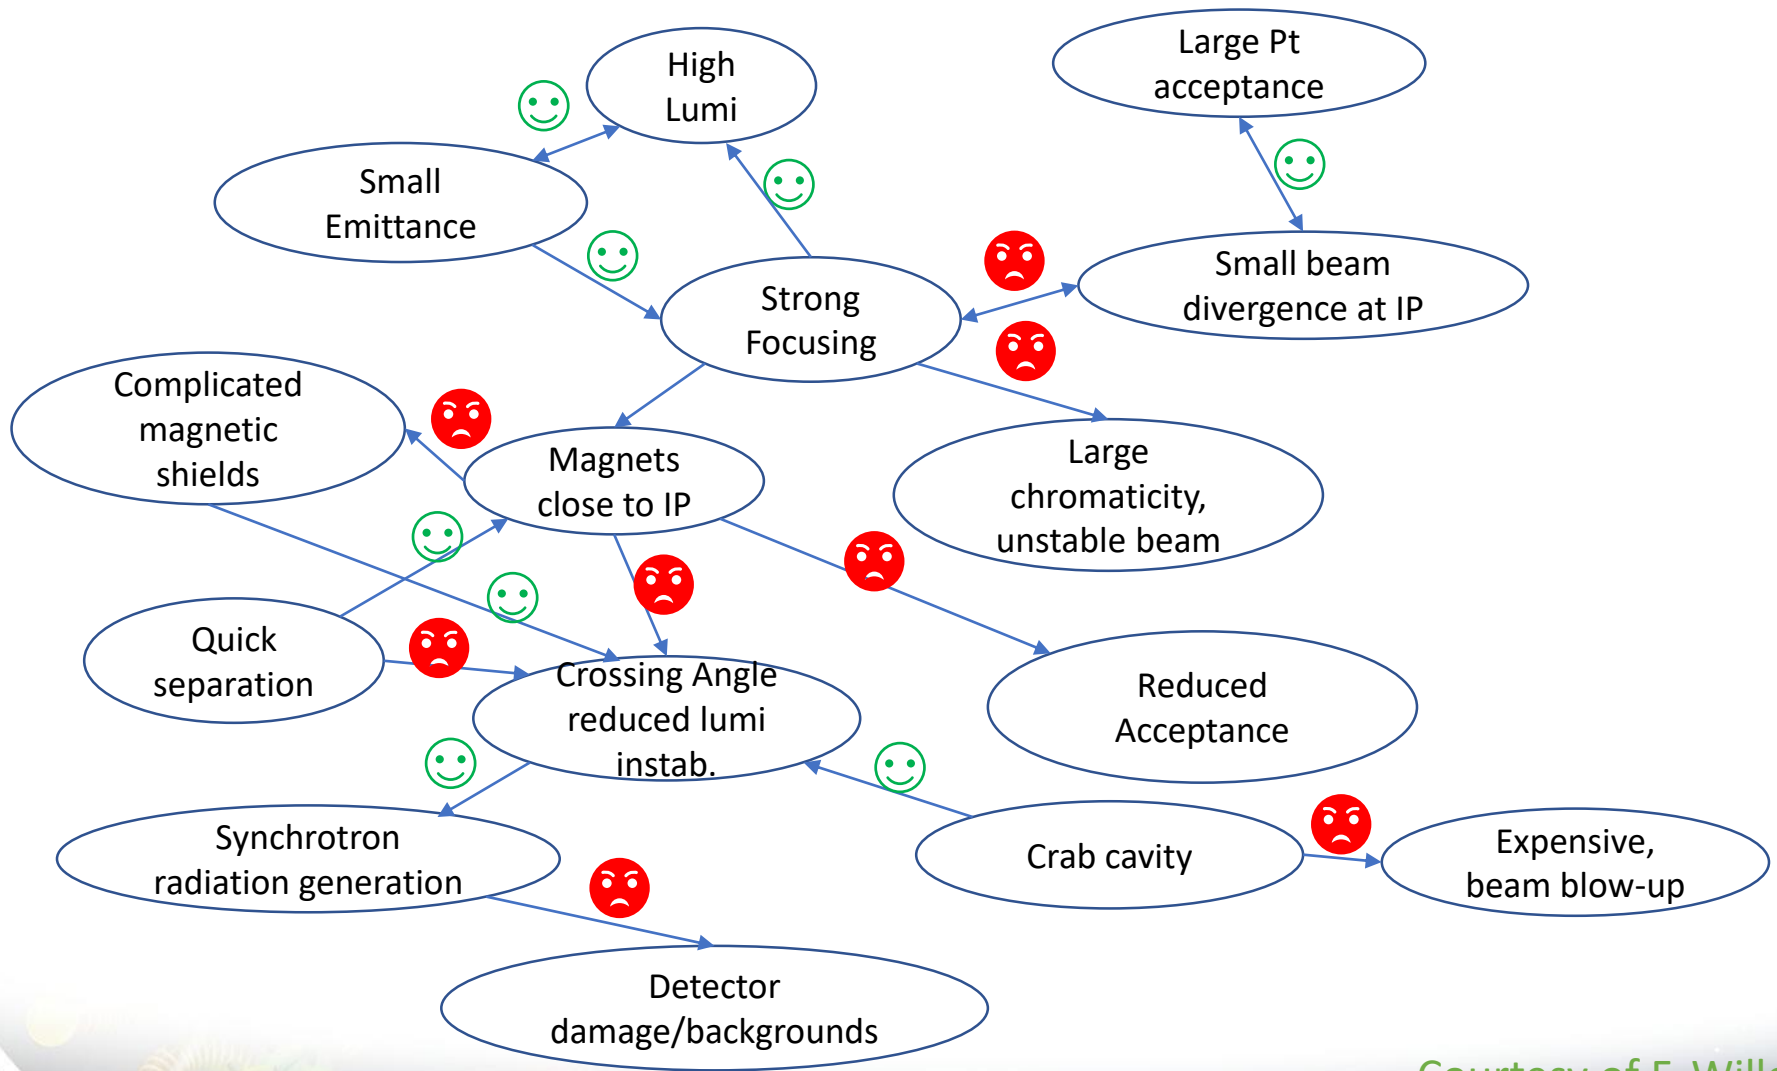 High
Lumi
Large Pt
acceptance
Small
Emittance
Strong
Focusing
Small beam
divergence at IP
Complicated
magnetic
shields
Magnets
close to IP
Large
chromaticity,
unstable beam
Quick
separation
Crossing Angle
reduced lumi
instab.
Reduced
Acceptance
Synchrotron
radiation generation
Crab cavity
Expensive,
beam blow-up
Detector
damage/backgrounds
Courtesy of